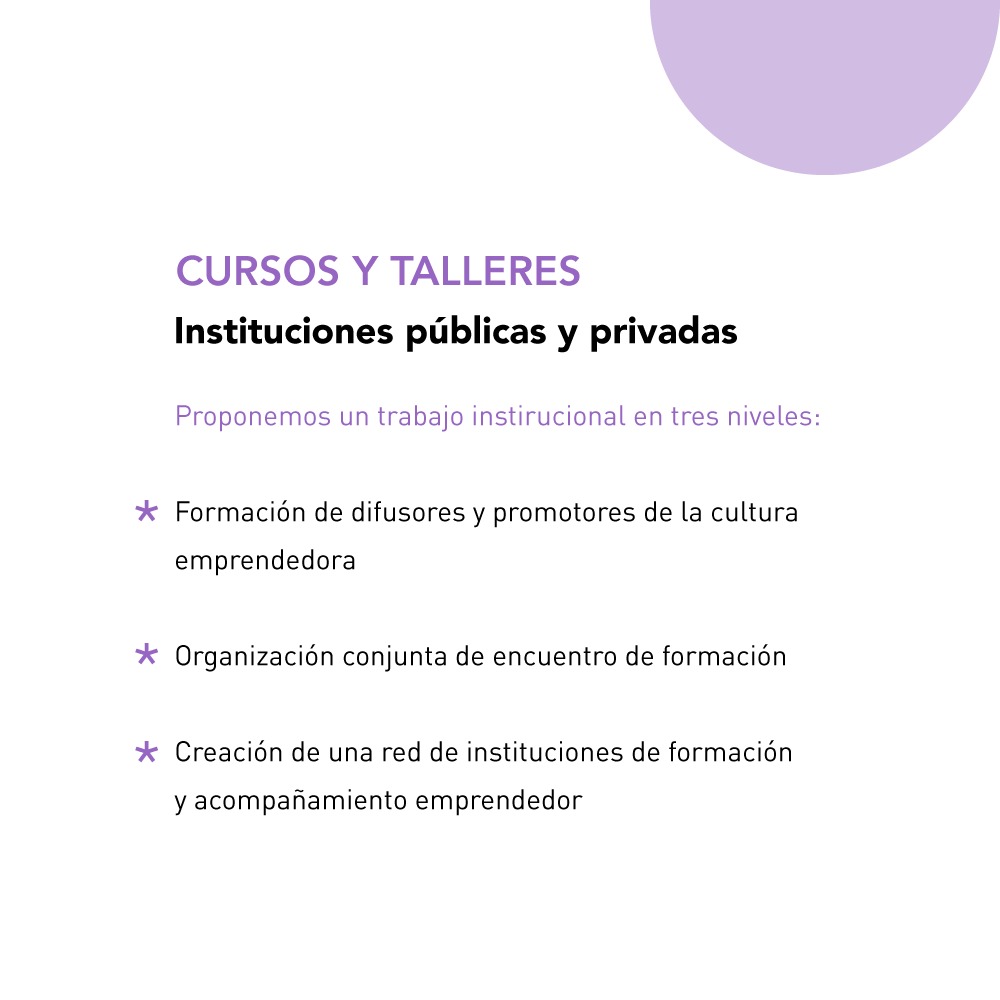 CURSOS Y TALLERES
Instituciones públicas y privadas
Proponemos un trabajo instirucional en tres niveles:
* Formación de difusores y promotores de la cultura
emprendedora
* Organización conjunta de encuentro de formación
* Creación de una red de instituciones de formación
y acompañamiento emprendedor